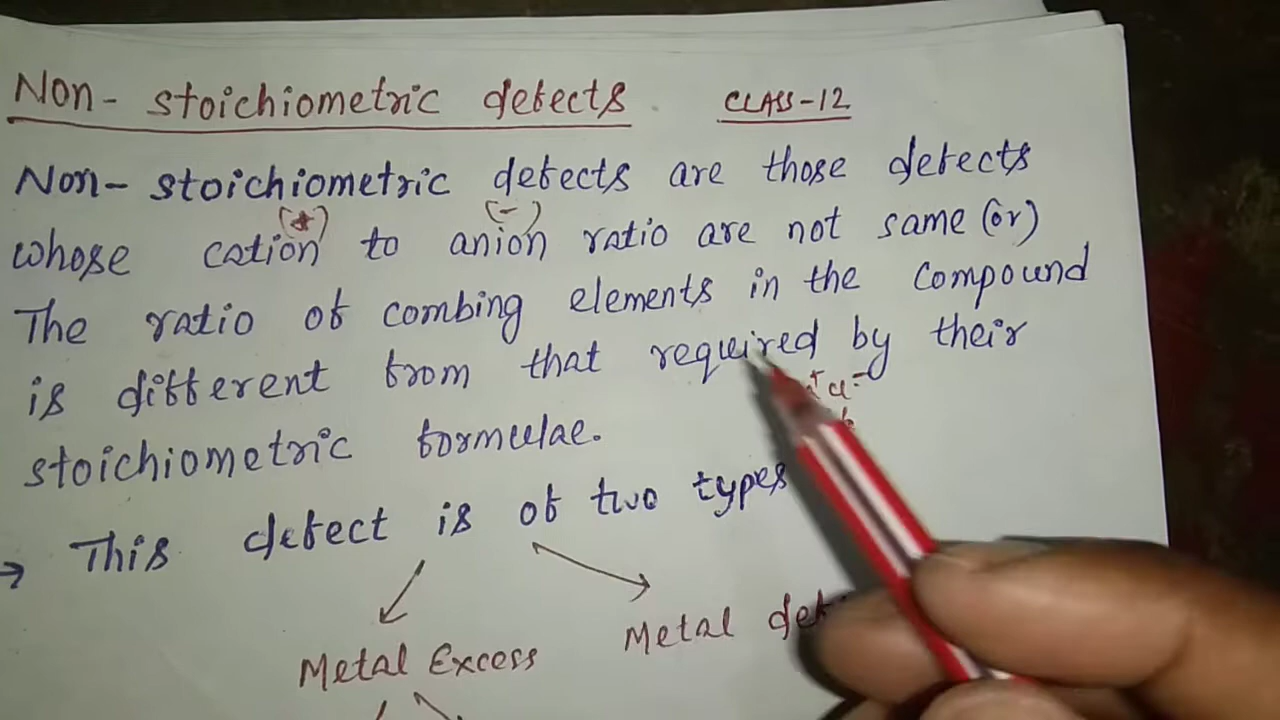 Non-stoichiometric defects CLASS-12
Non-stoichiometric defects are those defects
(+) (-)
whose cation to anion ratio are not same (or)
The ratio of combing elements in the compound
is different from that required by their
stoichiometric formulae.
→ This defect is of two types
Metal Excess Metal